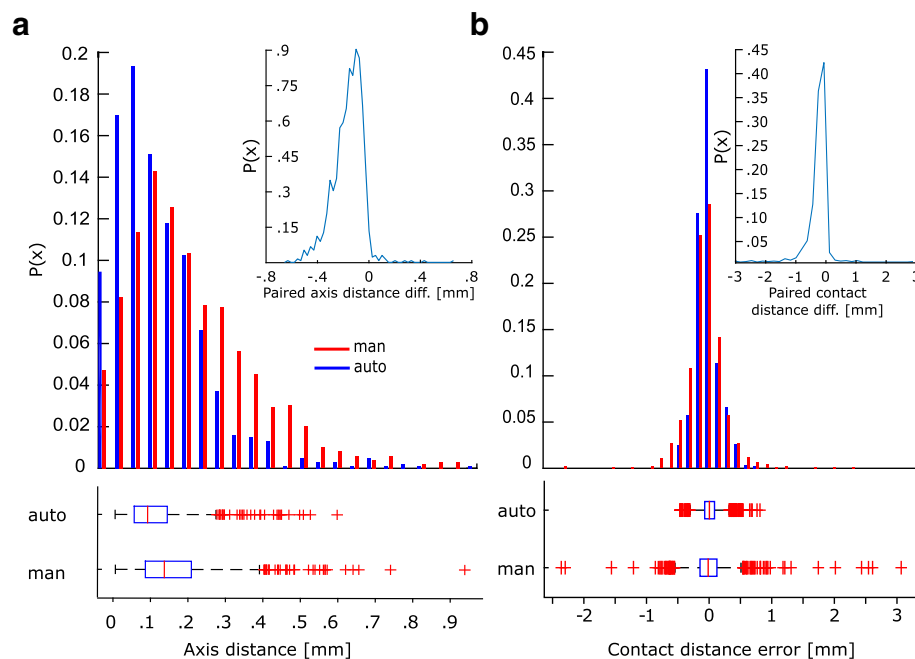 a
0.2
0.18
0.16
0.14
0.12
0.1
0.08
0.06
0.04
0.02
0
P(x)
.9
.75
.6
.45
.3
.15
P(x)
-.8 -.4 0 .4 .8
Paired axis distance diff. [mm]
man
auto
auto
man
0 .1 .2 .3 .4 .5 .6 .7 .8 .9
Axis distance [mm]
b
0.45
0.4
0.35
0.3
0.25
0.2
0.15
0.1
0.05
0
.45
.40
.35
.30
.25
.20
.15
.10
.05
P(x)
-3 -2 -1 0 1 2 3
Paired contact
distance diff. [mm]
auto
man
-2 -1 0 1 2 3
Contact distance error [mm]